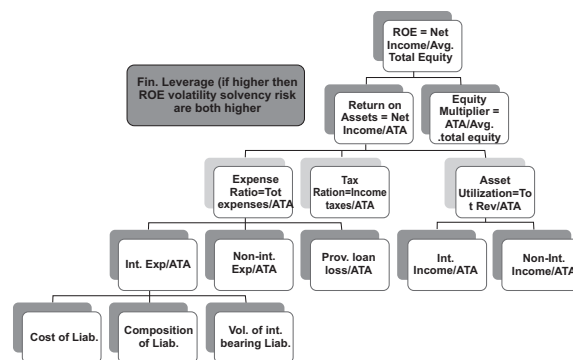 ROE = Net
Income/Avg.
Total Equity
Fin. Leverage (if higher then
ROE volatility solvency risk
are both higher
Return on
Assets = Net
Income/ATA
Equity
Multiplier =
ATA/Avg.
.total equity
Expense
Ratio=Tot
expenses/ATA
Tax
Ration=Income
taxes/ATA
Asset
Utilization=To
t Rev/ATA
Int. Exp/ATA
Non-int.
Exp/ATA
Prov. loan
loss/ATA
Int.
Income/ATA
Non-Int.
Income/ATA
Cost of Liab.
Composition
of Liab.
Vol. of int.
bearing Liab.